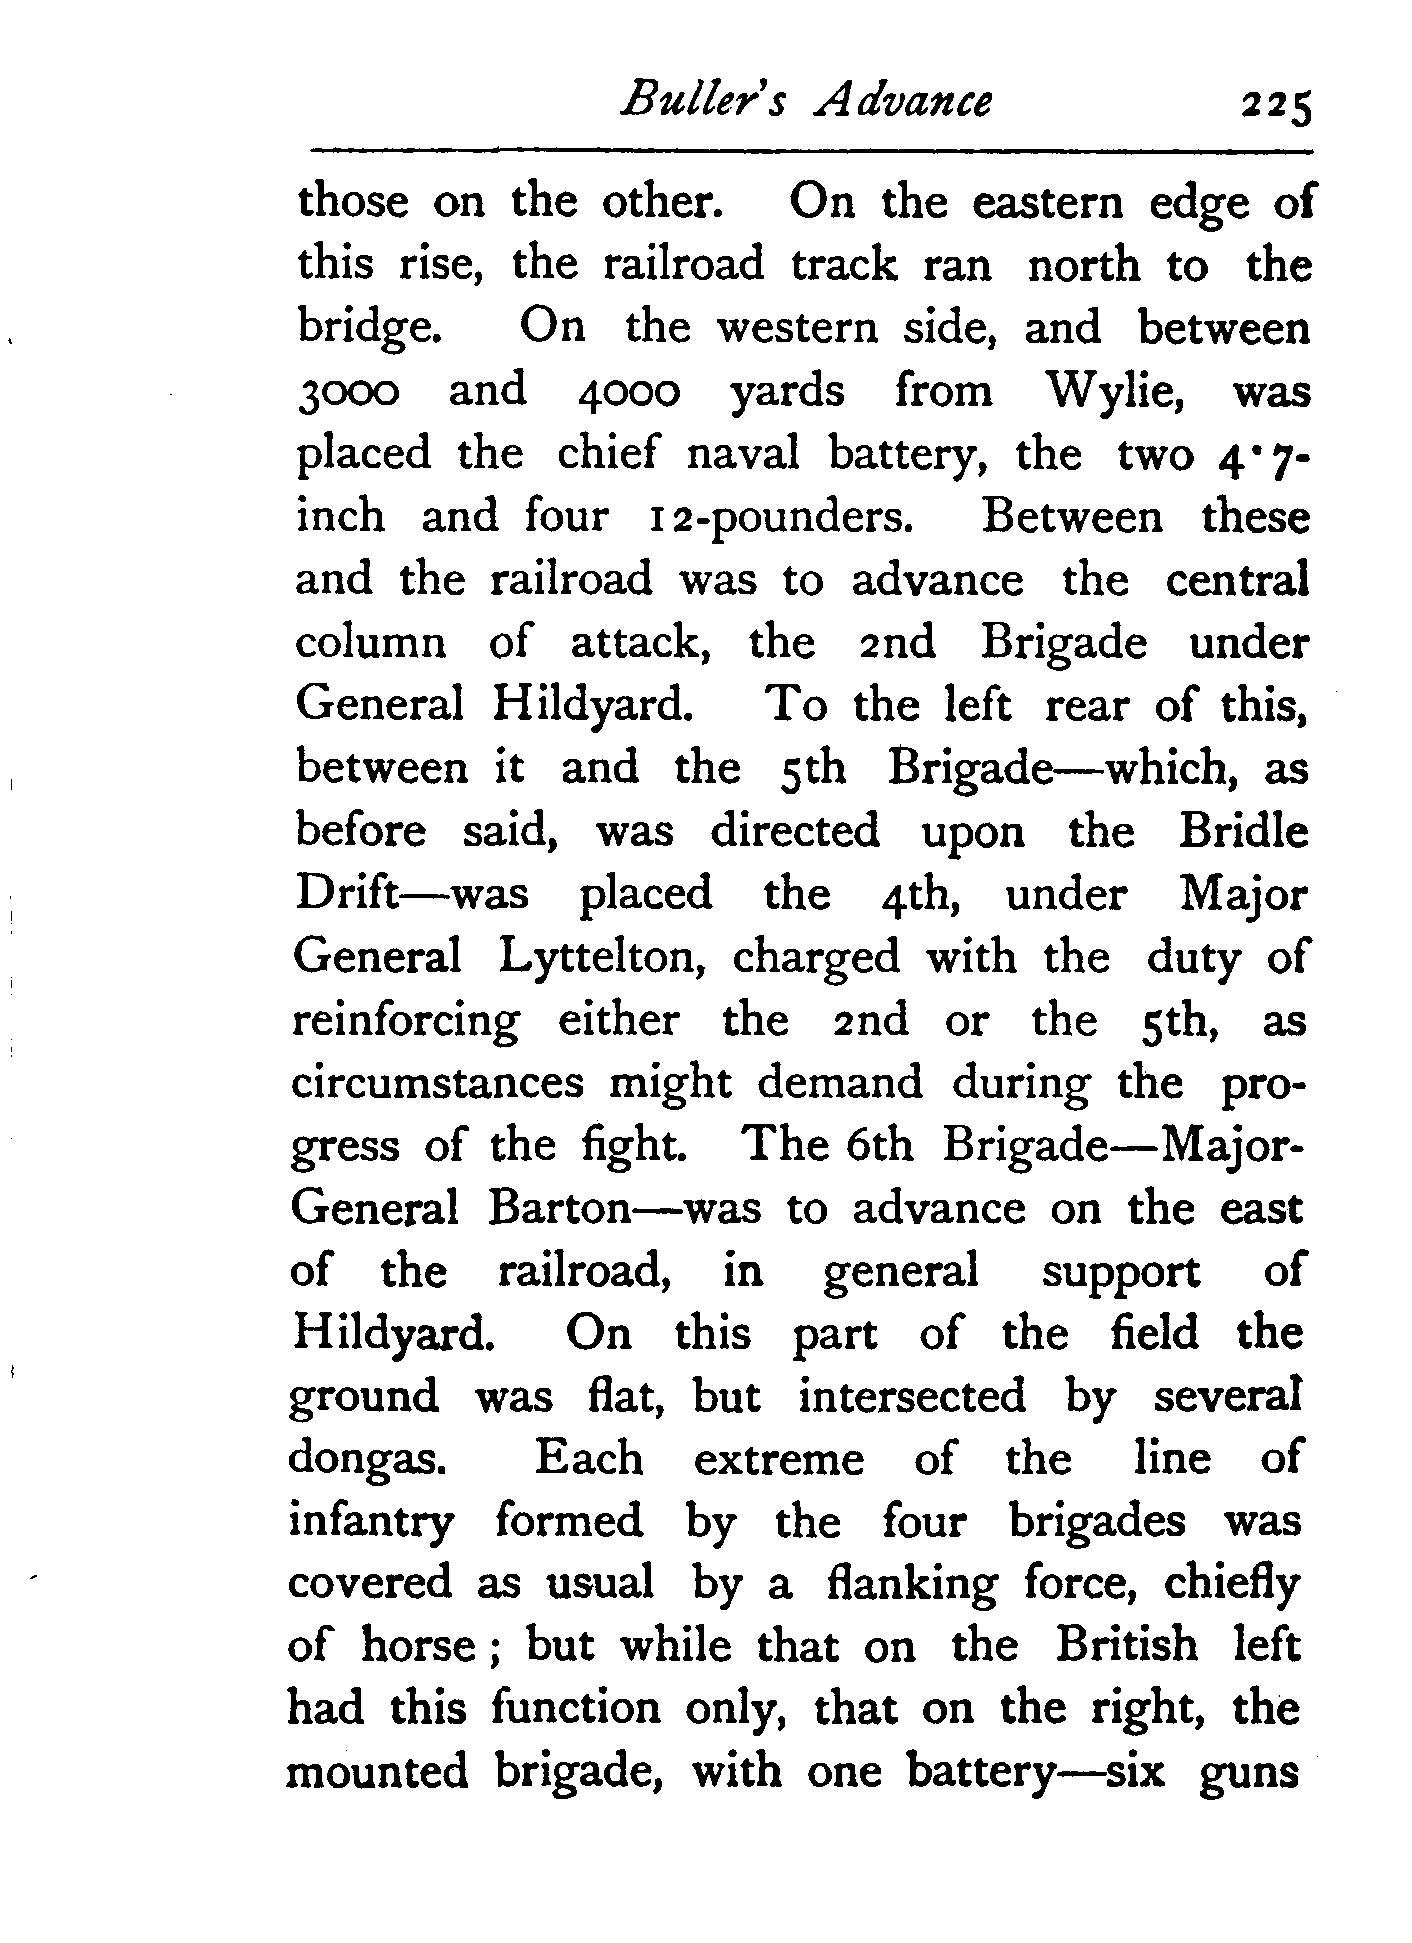 Buller's Advance 225
those on the other. On the eastern edge of
this rise, the railroad track ran north to the
bridge. On the western side, and between
3000 and 4000 yards from Wylie, was
placed the chief naval battery, the two 4·7-
inch and four 12-pounders. Between these
and the railroad was to advance the central
column of attack, the 2nd Brigade under
General Hildyard. To the left rear of this,
between it and the 5th Brigade—which, as
before said, was directed upon the Bridle
Drift—was placed the 4th, under Major
General Lyttelton, charged with the duty of
reinforcing either the 2nd or the 5th, as
circumstances might demand during the pro-
gress of the fight. The 6th Brigade—Major-
General Barton—was to advance on the east
of the railroad, in general support of
Hildyard. On this part of the field the
ground was flat, but intersected by several
dongas. Each extreme of the line of
infantry formed by the four brigades was
covered as usual by a flanking force, chiefly
of horse ; but while that on the British left
had this function only, that on the right, the
mounted brigade, with one battery—six guns